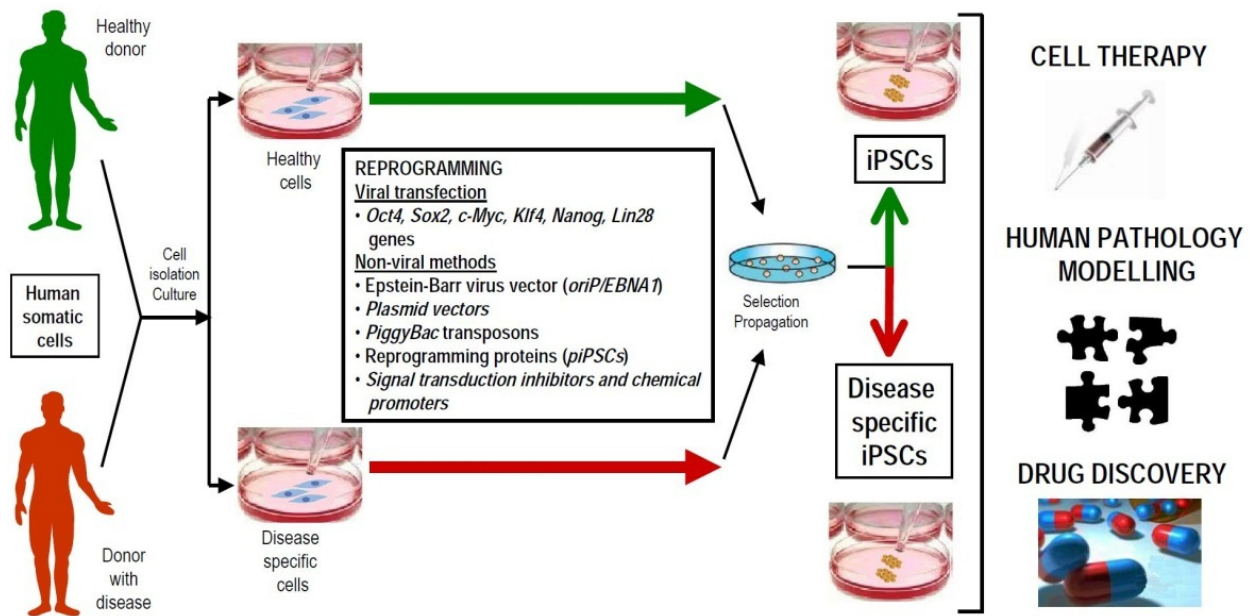 Healthy
donor
Human
somatic
cells
Donor
with
disease
Cell
isolation
Culture
Healthy
cells
REPROGRAMMING
Viral transfection
• Oct4, Sox2, c-Myc, Klf4, Nanog, Lin28
genes
Non-viral methods
• Epstein-Barr virus vector (oriP/EBNA1)
• Plasmid vectors
• PiggyBac transposons
• Reprogramming proteins (piPSCs)
• Signal transduction inhibitors and chemical
promoters
Disease
specific
cells
Selection
Propagation
iPSCs
Disease
specific
iPSCs
CELL THERAPY
HUMAN PATHOLOGY
MODELLING
DRUG DISCOVERY